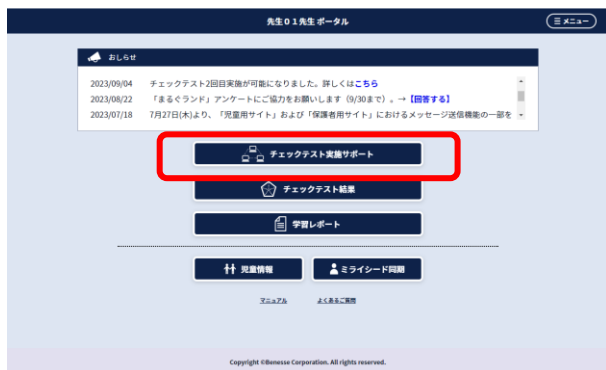 先生０１先生ポータル
メニュー
おしらせ
2023/09/04 チェックテスト2回目実施が可能になりました。詳しくはこちら
2023/08/22 「まるぐランド」アンケートにご協力をお願いします（9/30まで）。→【回答する】
2023/07/18 7月27日(木)より、「児童用サイト」および「保護者用サイト」におけるメッセージ送信機能の一部を
チェックテスト実施サポート
チェックテスト結果
学習レポート
児童情報 ミライシード同期
マニュアル よくあるご質問
Copyright ©Benesse Corporation. All rights reserved.